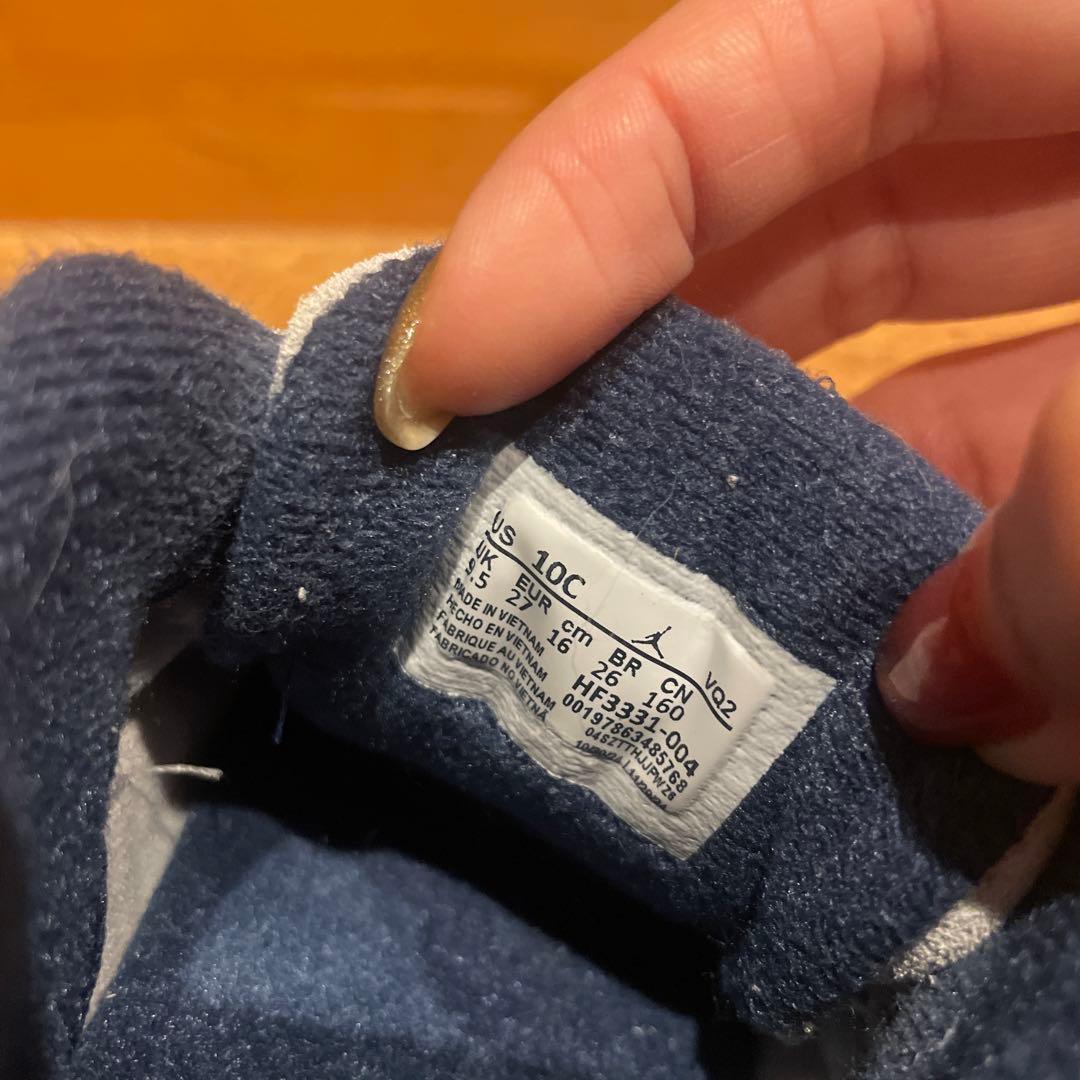 US 10C VQ2
UK EUR cm BR CN
9.5 27 16 26 160
MADE IN VIETNAM
HECHO EN VIETNAM
FABRIQUE AU VIETNAM
FABRICADO NO VIETNÃ
HF3331-004
00197863485768
04SZTTHJJPWZ6